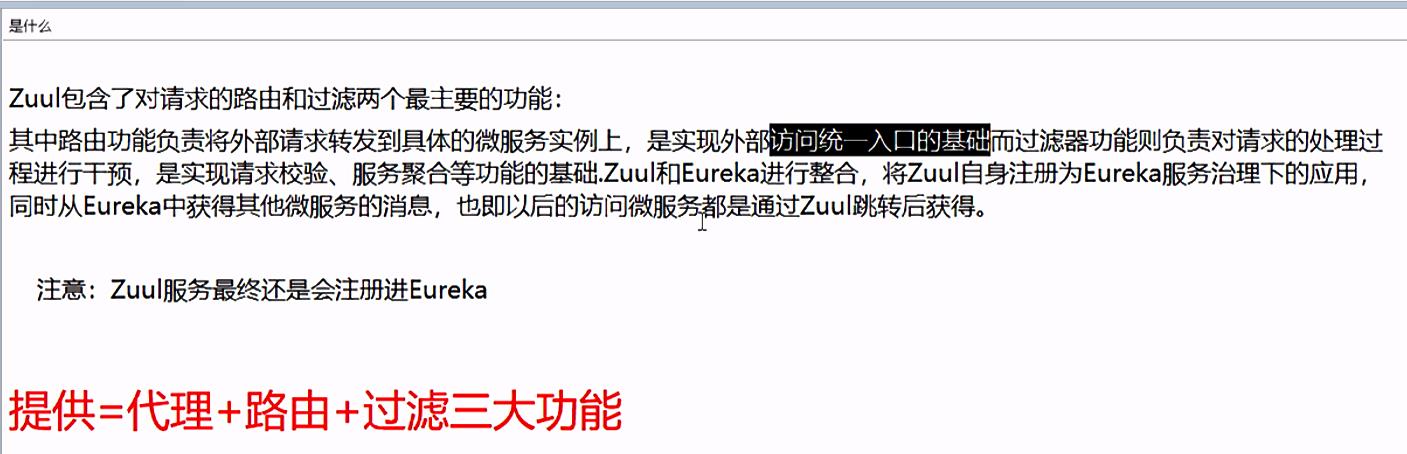 是什么
Zuul包含了对请求的路由和过滤两个最主要的功能：
其中路由功能负责将外部请求转发到具体的微服务实例上，是实现外部访问统一入口的基础而过滤器功能则负责对请求的处理过
程进行干预，是实现请求校验、服务聚合等功能的基础.Zuul和Eureka进行整合，将Zuul自身注册为Eureka服务治理下的应用，
同时从Eureka中获得其他微服务的消息，也即以后的访问微服务都是通过Zuul跳转后获得。
注意：Zuul服务最终还是会注册进Eureka
提供=代理+路由+过滤三大功能